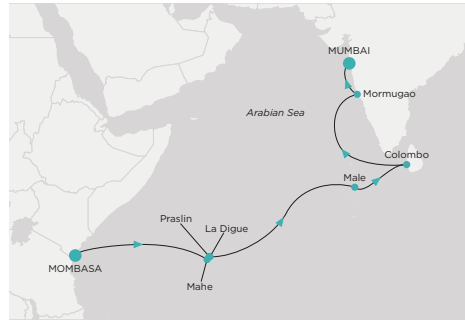 MUMBAI
Mormugao
Arabian Sea
Colombo
Male
Praslin
La Digue
MOMBASA
Mahe